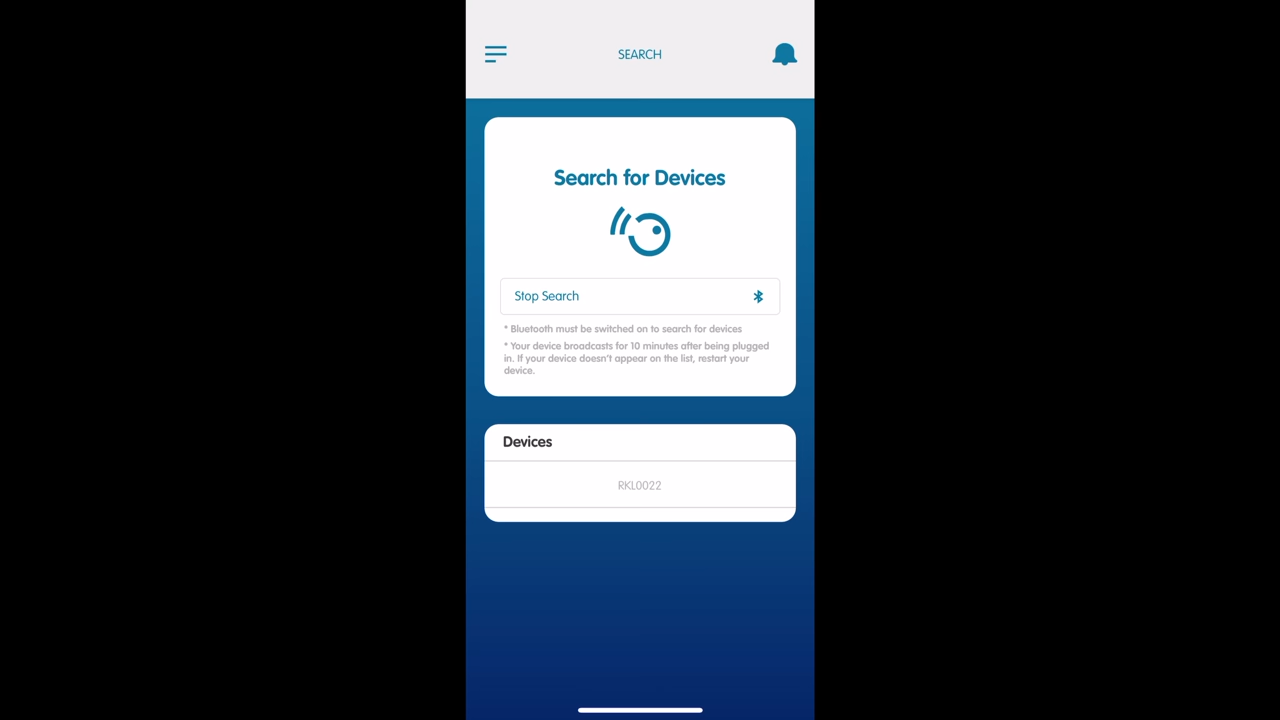 SEARCH
Search for Devices
Stop Search
* Bluetooth must be switched on to search for devices
* Your device broadcasts for 10 minutes after being plugged
in. If your device doesn't appear on the list, restart your
device.
Devices
RKL0022